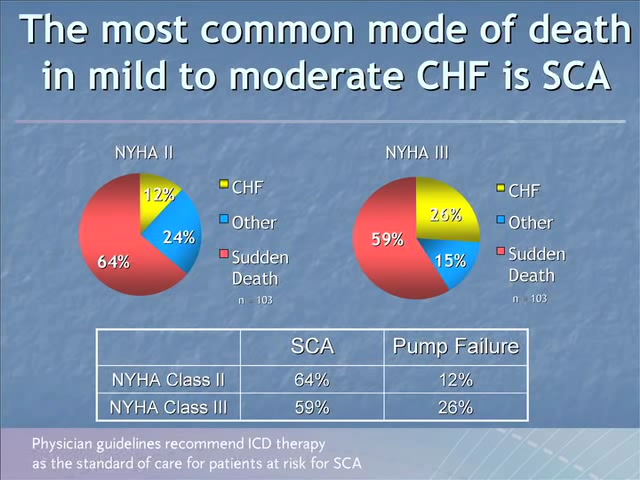 The most common mode of death
in mild to moderate CHF is SCA
NYHA II
12%
24%
64%
CHF
Other
Sudden
Death
n = 103
NYHA III
26%
15%
59%
CHF
Other
Sudden
Death
n = 103
SCA Pump Failure
NYHA Class II 64% 12%
NYHA Class III 59% 26%
Physician guidelines recommend ICD therapy
as the standard of care for patients at risk for SCA